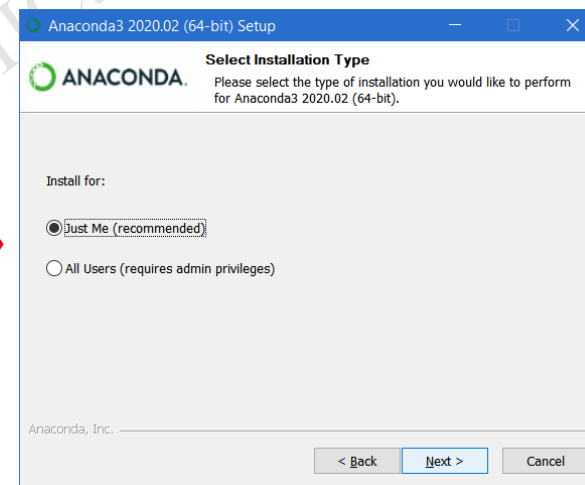 Anaconda3 2020.02 (64-bit) Setup
ANACONDA.
Select Installation Type
Please select the type of installation you would like to perform
for Anaconda3 2020.02 (64-bit).
Install for:
Just Me (recommended)
All Users (requires admin privileges)
Anaconda, Inc.
< Back
Next >
Cancel